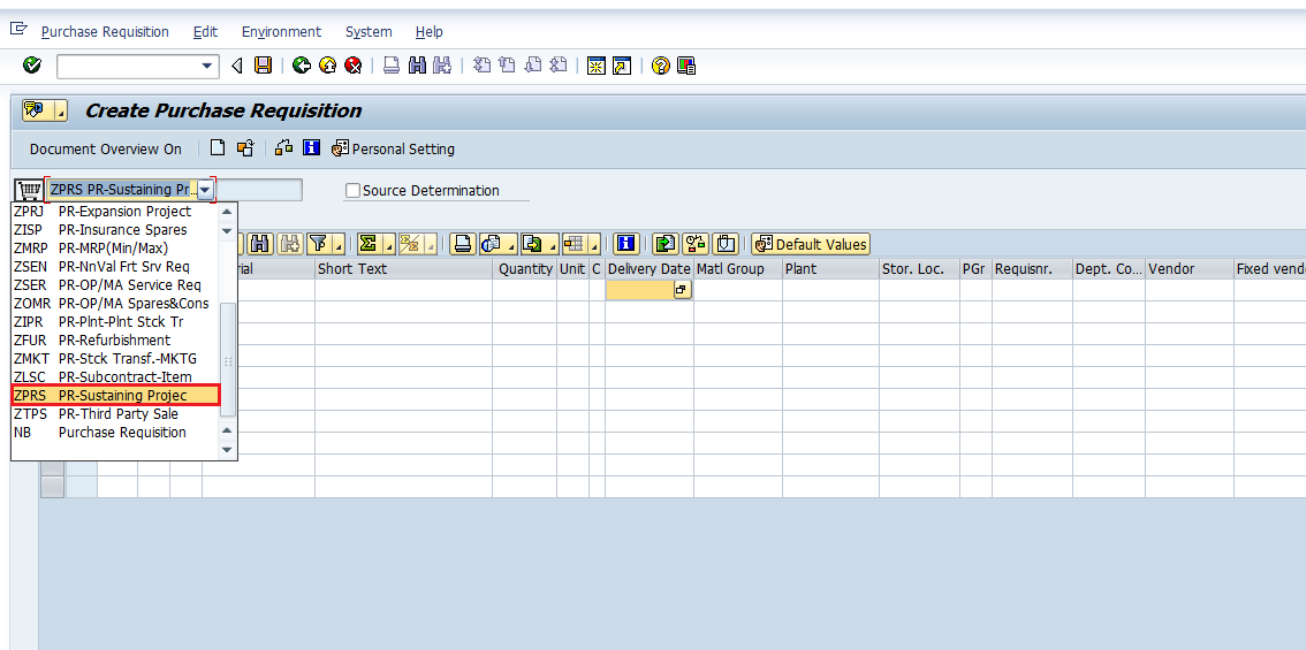 Purchase Requisition Edit Environment System Help
Create Purchase Requisition
Document Overview On Personal Setting
ZPRS PR-Sustaining Pr... Source Determination
ZPRJ PR-Expansion Project
ZISP PR-Insurance Spares
ZMRP PR-MRP(Min/Max) Default Values
ZSEN PR-NnVal Frt Srv Req rial Short Text Quantity Unit C Delivery Date Matl Group Plant Stor. Loc. PGr Requisnr. Dept. Co... Vendor Fixed vend
ZSER PR-OP/MA Service Req
ZOMR PR-OP/MA Spares&Cons
ZIPR PR-Plnt-Plnt Stck Tr
ZFUR PR-Refurbishment
ZMKT PR-Stck Transf.-MKTG
ZLSC PR-Subcontract-Item
ZPRS PR-Sustaining Projec
ZTPS PR-Third Party Sale
NB Purchase Requisition